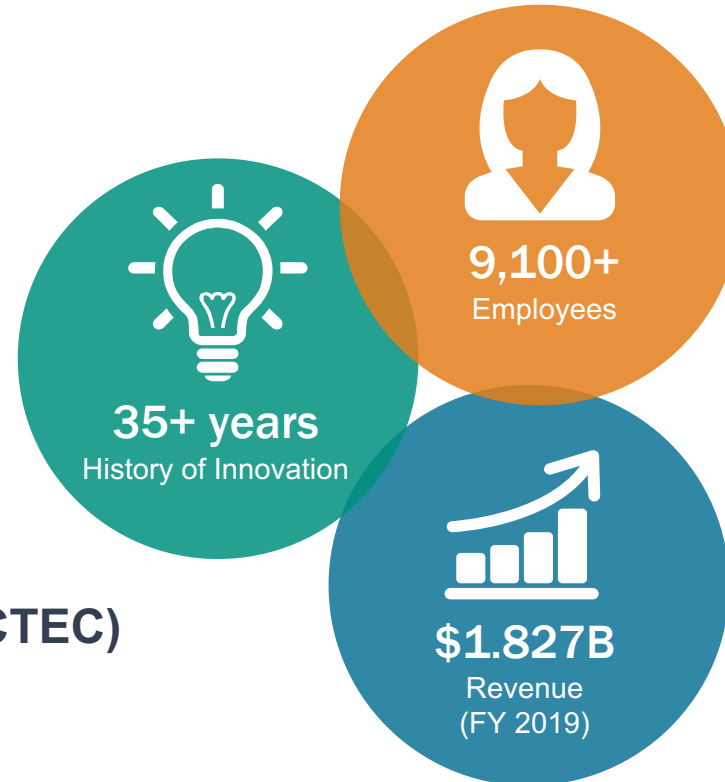 9,100+
Employees
35+ years
History of Innovation
CTEC)
$1.827B
Revenue
(FY 2019)